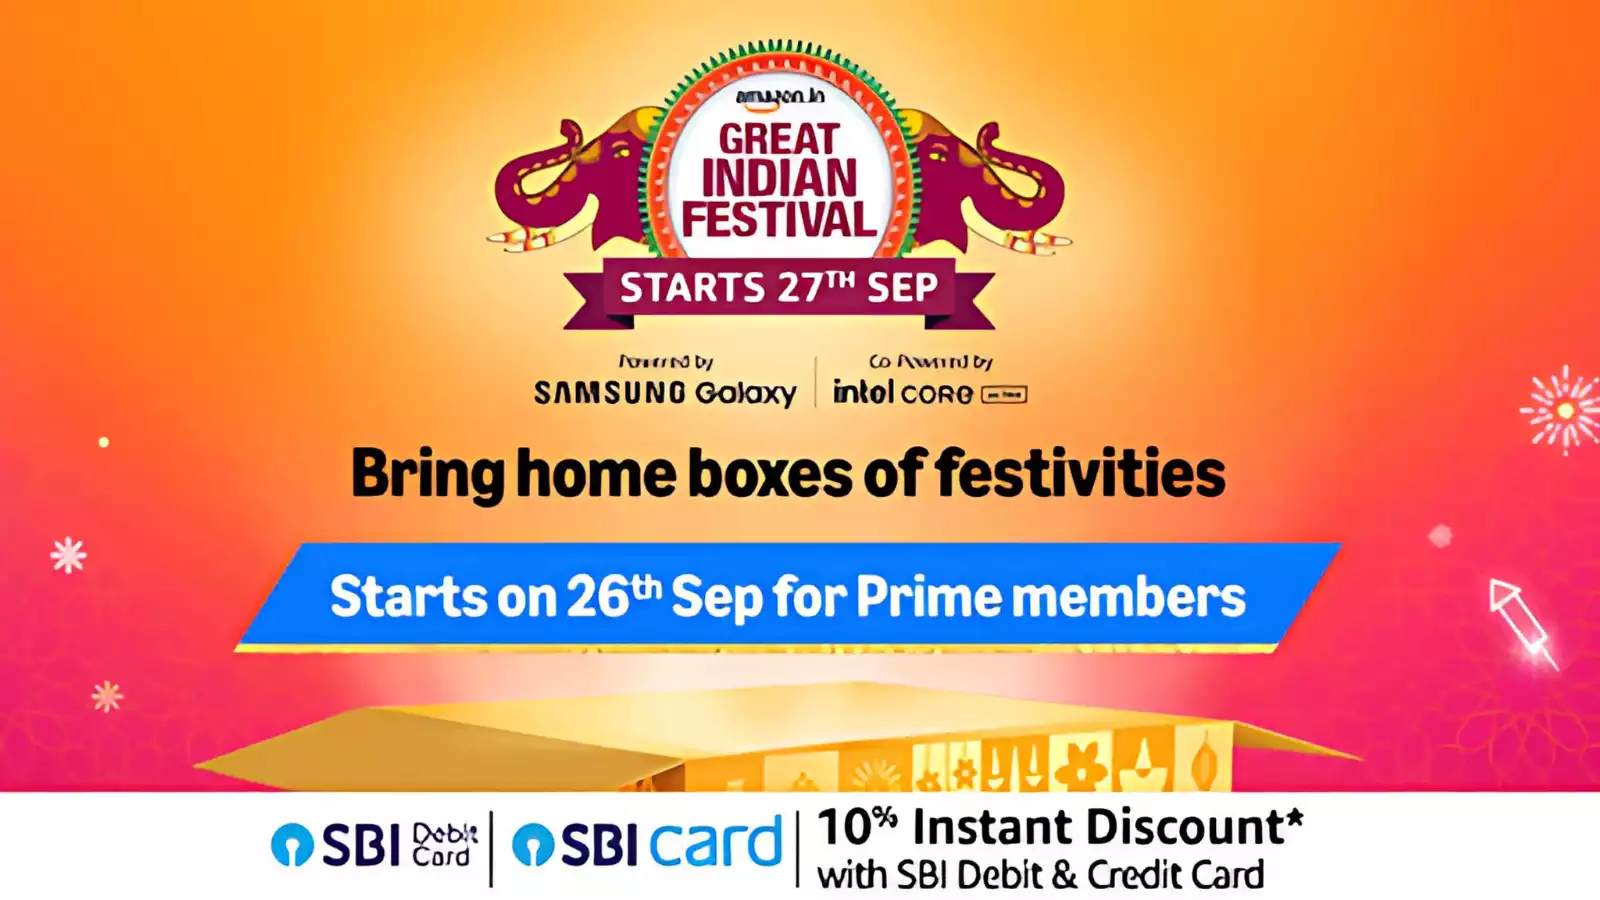 amazon.in
GREAT
INDIAN
FESTIVAL
STARTS 27TH SEP
Powered by
SAMSUNG Galaxy
Co Powered by
intel CORE
Bring home boxes of festivities
Starts on 26th Sep for Prime members
SBI Debit Card
SBI card
10% Instant Discount*
with SBI Debit & Credit Card